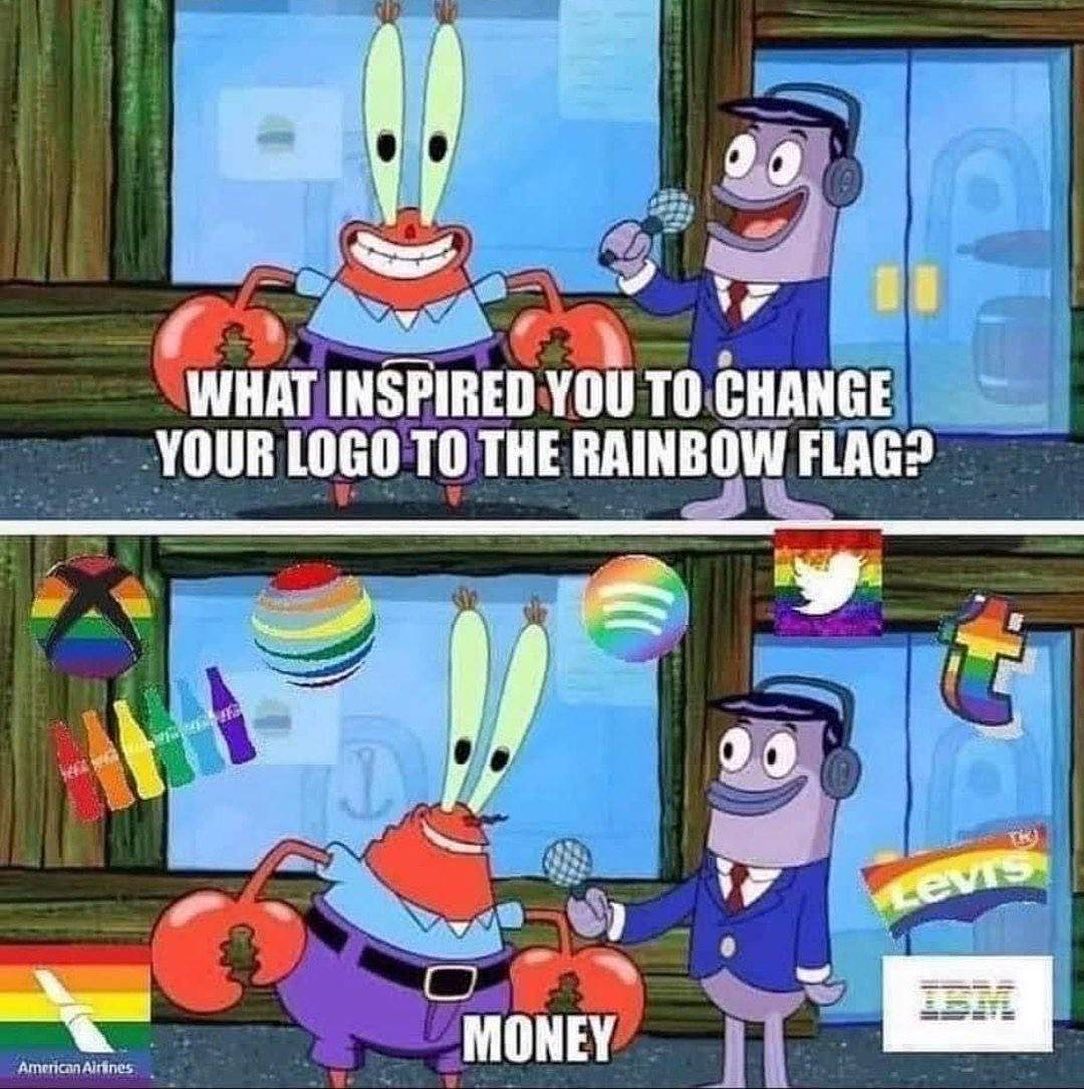 WHAT INSPIRED YOU TO CHANGE
YOUR LOGO TO THE RAINBOW FLAG?
t
Levi's
IBM
MONEY
American Airlines